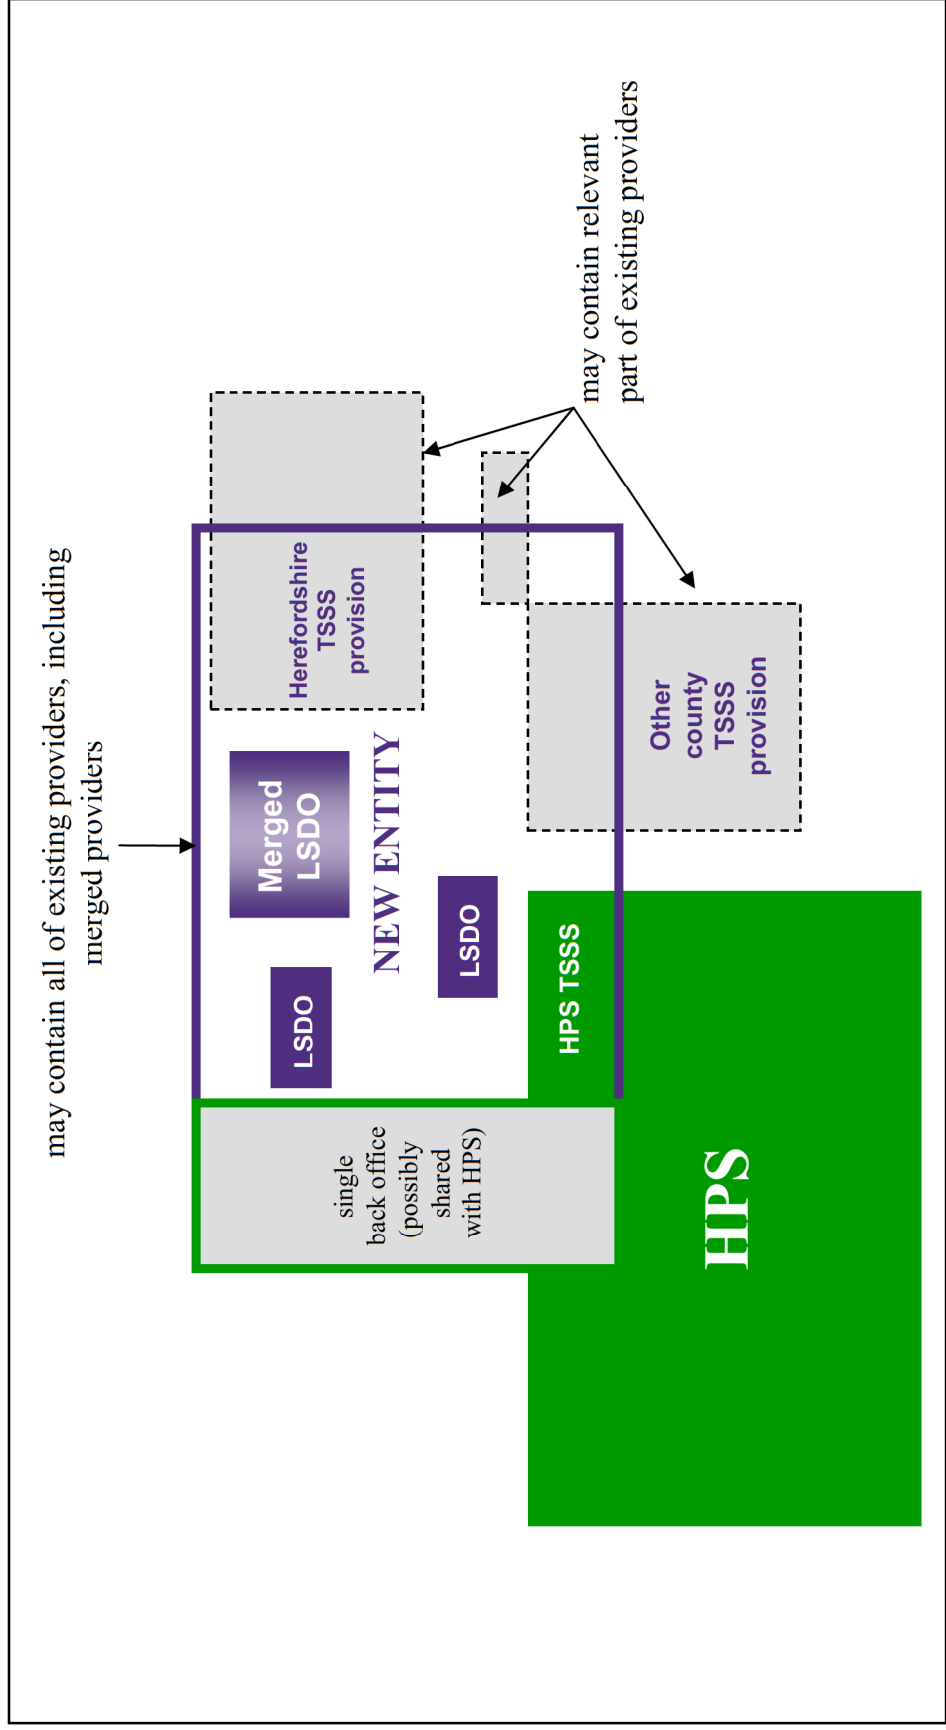 may contain all of existing providers, including
merged providers
single
back office
(possibly
shared
with HPS)
LSDO
Merged
LSDO
NEW ENTITY
LSDO
Herefordshire
TSSS
provision
HPS TSSS
HPS
Other
county
TSSS
provision
may contain relevant
part of existing providers